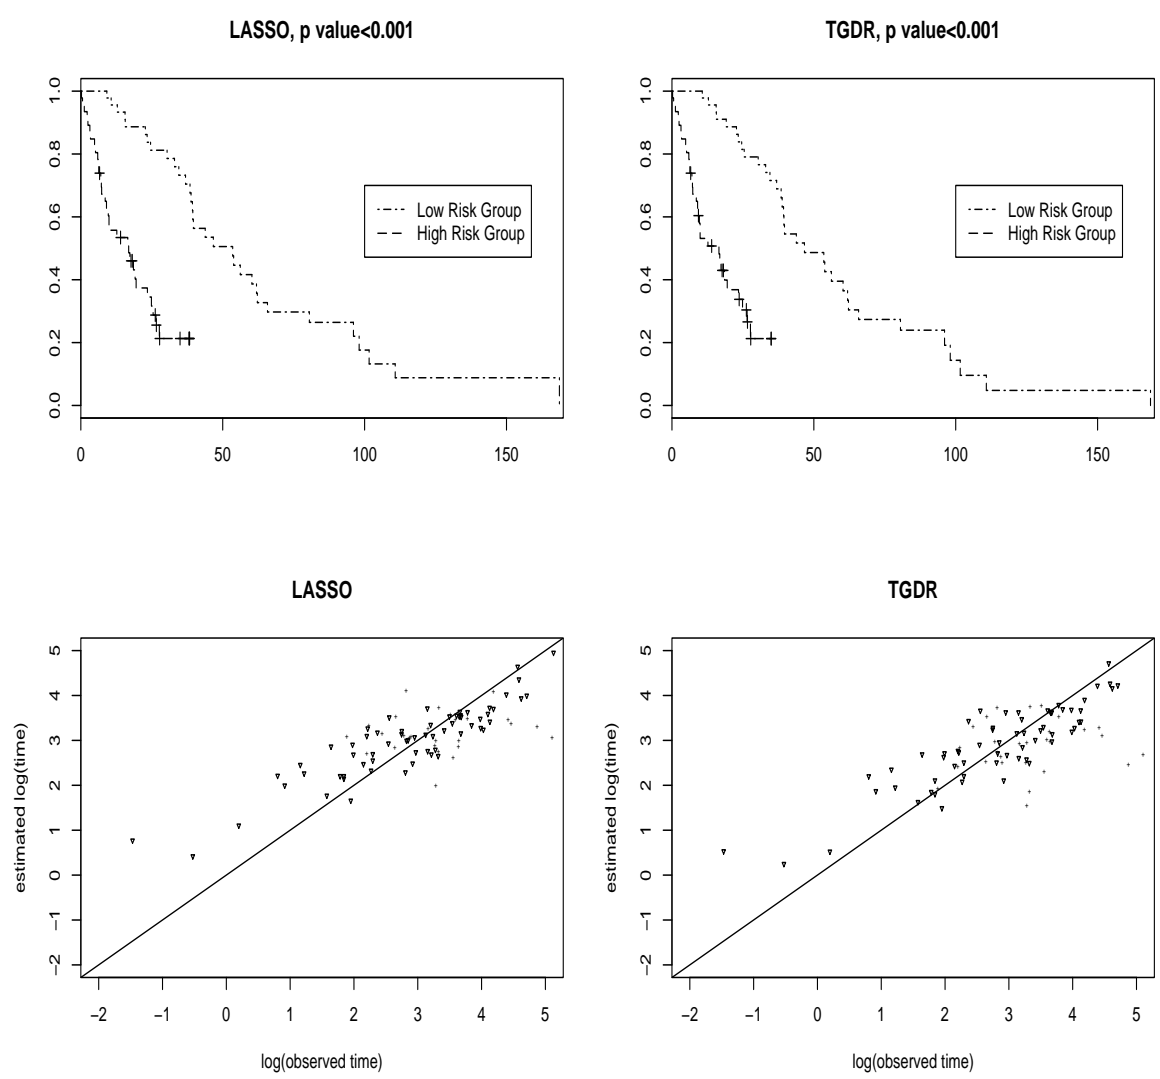 LASSO, p value<0.001
1.0
0.8
0.6
0.4
0.2
0.0
Low Risk Group
High Risk Group
0 50 100 150
TGDR, p value<0.001
1.0
0.8
0.6
0.4
0.2
0.0
Low Risk Group
High Risk Group
0 50 100 150
LASSO
estimated log(time)
5
4
3
2
1
0
−1
−2
−2 −1 0 1 2 3 4 5
log(observed time)
TGDR
estimated log(time)
5
4
3
2
1
0
−1
−2
−2 −1 0 1 2 3 4 5
log(observed time)